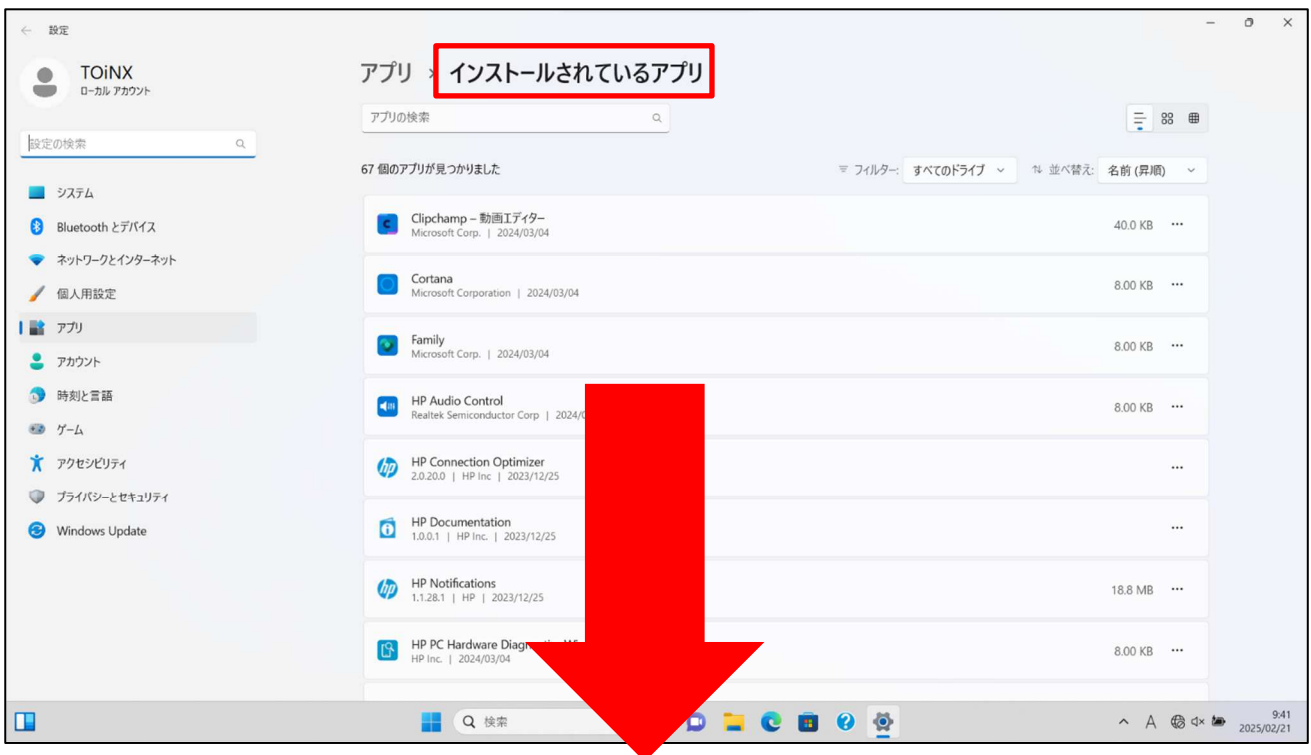 設定
TOiNX
ローカル アカウント
設定の検索
システム
Bluetooth とデバイス
ネットワークとインターネット
個人用設定
アプリ
アカウント
時刻と言語
ゲーム
アクセシビリティ
プライバシーとセキュリティ
Windows Update
アプリ › インストールされているアプリ
アプリの検索
67 個のアプリが見つかりました
フィルター: すべてのドライブ
並べ替え: 名前 (昇順)
Clipchamp – 動画エディター
40.0 KB
Microsoft Corp. | 2024/03/04
Cortana
8.00 KB
Microsoft Corporation | 2024/03/04
Family
8.00 KB
Microsoft Corp. | 2024/03/04
HP Audio Control
8.00 KB
Realtek Semiconductor Corp |
HP Connection Optimizer
2.0.20.0 | HP Inc | 2023/12/25
HP Documentation
1.0.0.1 | HP Inc. | 2023/12/25
HP Notifications
18.8 MB
1.1.28.1 | HP | 2023/12/25
HP PC Hardware
8.00 KB
HP Inc. | 2024/03/04
検索
A
9:41
2025/02/21